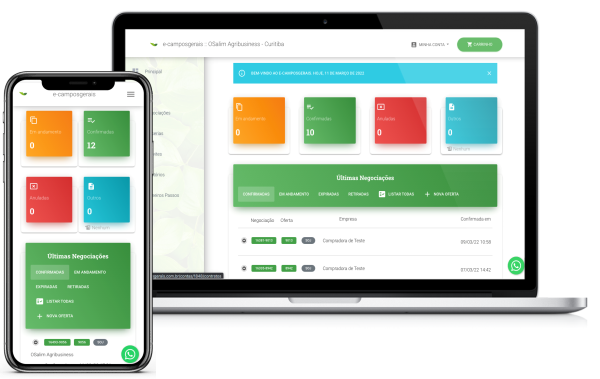 e-camposgerais :: OSalim Agribusiness - Curitiba
MINHA CONTA
Principal
BEM-VINDO AO E-CAMPOSGERAIS. HOJE, 11 DE MARÇO DE 2022.
×
Em andamento
0
Confirmadas
10
Anuladas
0
Outros
0
Nenhum
Últimas Negociações
CONFIRMADAS
EM ANDAMENTO
EXPIRADAS
RETIRADAS
LISTAR TODAS
+ NOVA OFERTA
Negociação
Oferta
Empresa
Confirmada em
Compradora de Teste
09/03/22 10:58
Compradora de Teste
07/03/22 14:42
e-camposgerais
Em andamento
0
Confirmadas
12
Anuladas
0
Outros
0
Nenhum
Últimas Negociações
CONFIRMADAS
EM ANDAMENTO
EXPIRADAS
RETIRADAS
LISTAR TODAS
+ NOVA OFERTA
OSalim Agribusiness